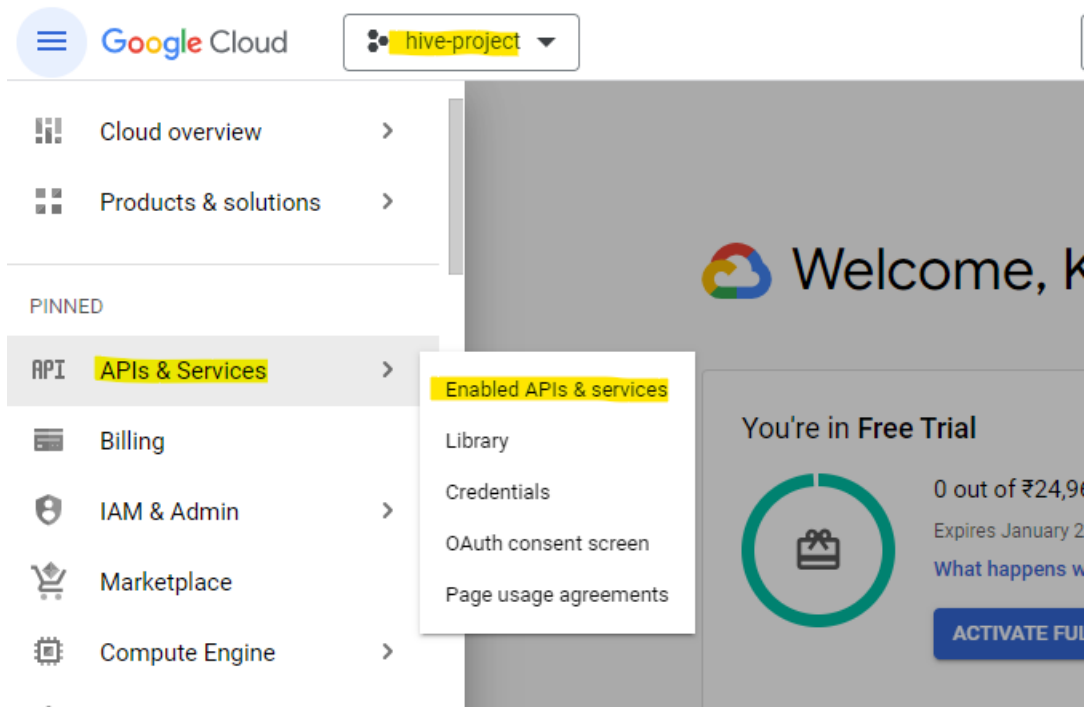 Google Cloud
hive-project
Cloud overview
Products & solutions
PINNED
API APIs & Services
Enabled APIs & services
Library
Credentials
OAuth consent screen
Page usage agreements
Billing
IAM & Admin
Marketplace
Compute Engine
Welcome, K
You're in Free Trial
0 out of ₹24,96
Expires January 2
What happens w
ACTIVATE FUL